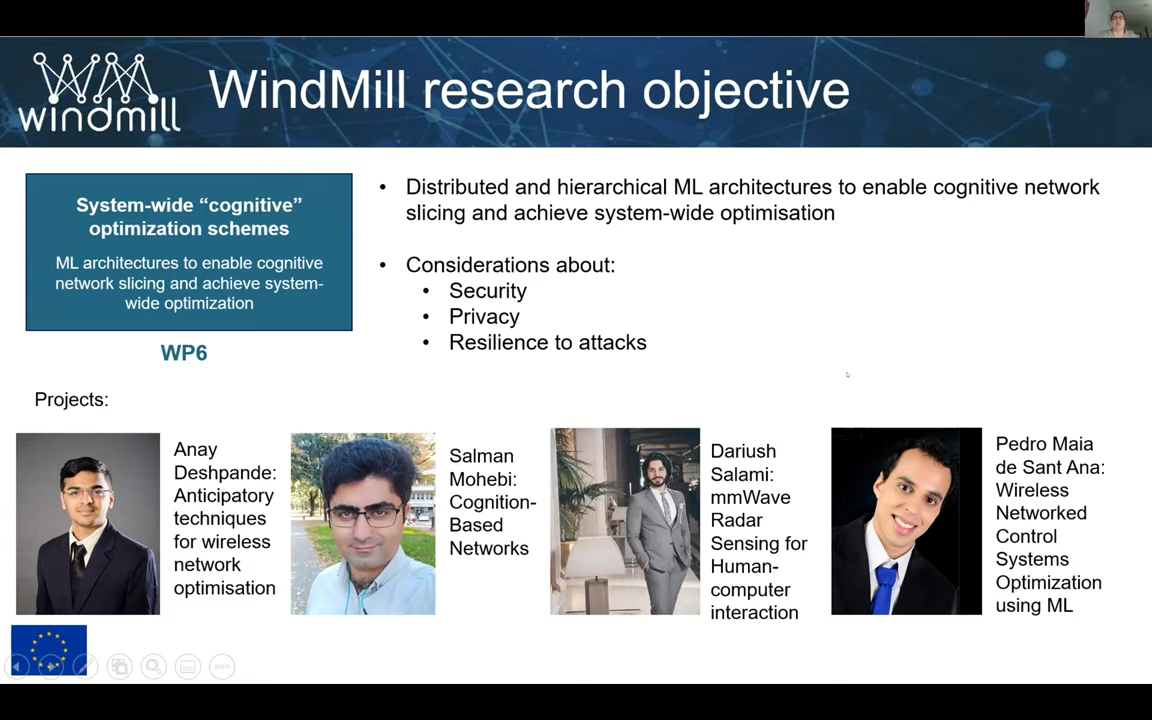 windmill
WindMill research objective
System-wide “cognitive”
optimization schemes
ML architectures to enable cognitive
network slicing and achieve system-
wide optimization
WP6
• Distributed and hierarchical ML architectures to enable cognitive network
slicing and achieve system-wide optimisation
• Considerations about:
• Security
• Privacy
• Resilience to attacks
Projects:
Anay
Deshpande:
Anticipatory
techniques
for wireless
network
optimisation
Salman
Mohebi:
Cognition-
Based
Networks
Dariush
Salami:
mmWave
Radar
Sensing for
Human-
computer
interaction
Pedro Maia
de Sant Ana:
Wireless
Networked
Control
Systems
Optimization
using ML